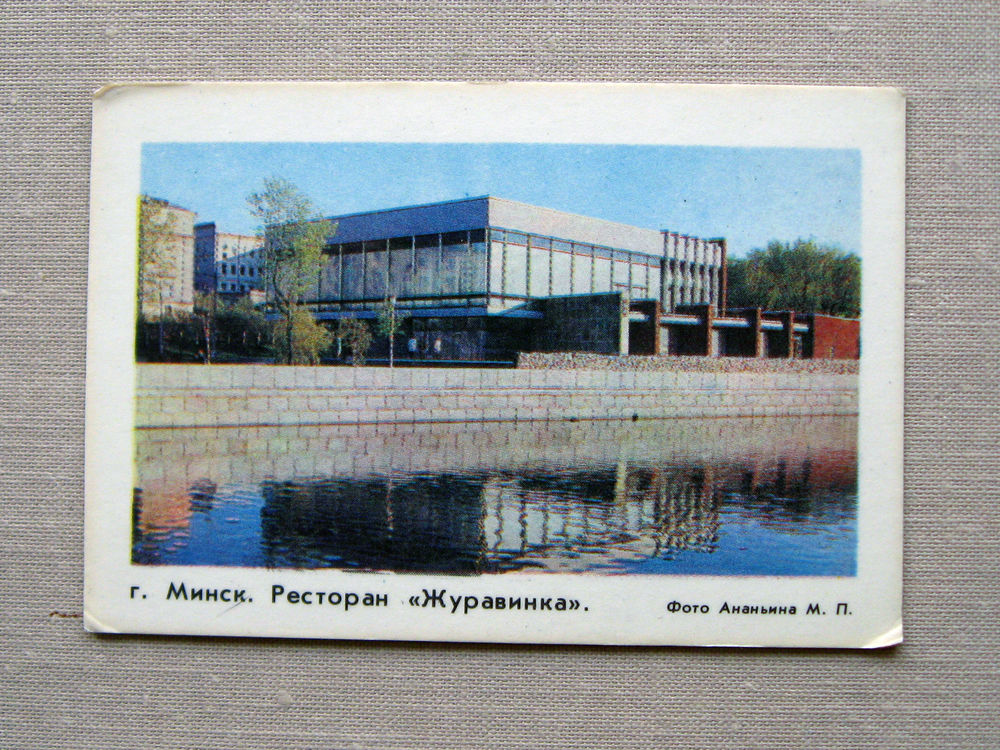 г. Минск. Ресторан «Журавинка».
Фото Ананьина М. П.